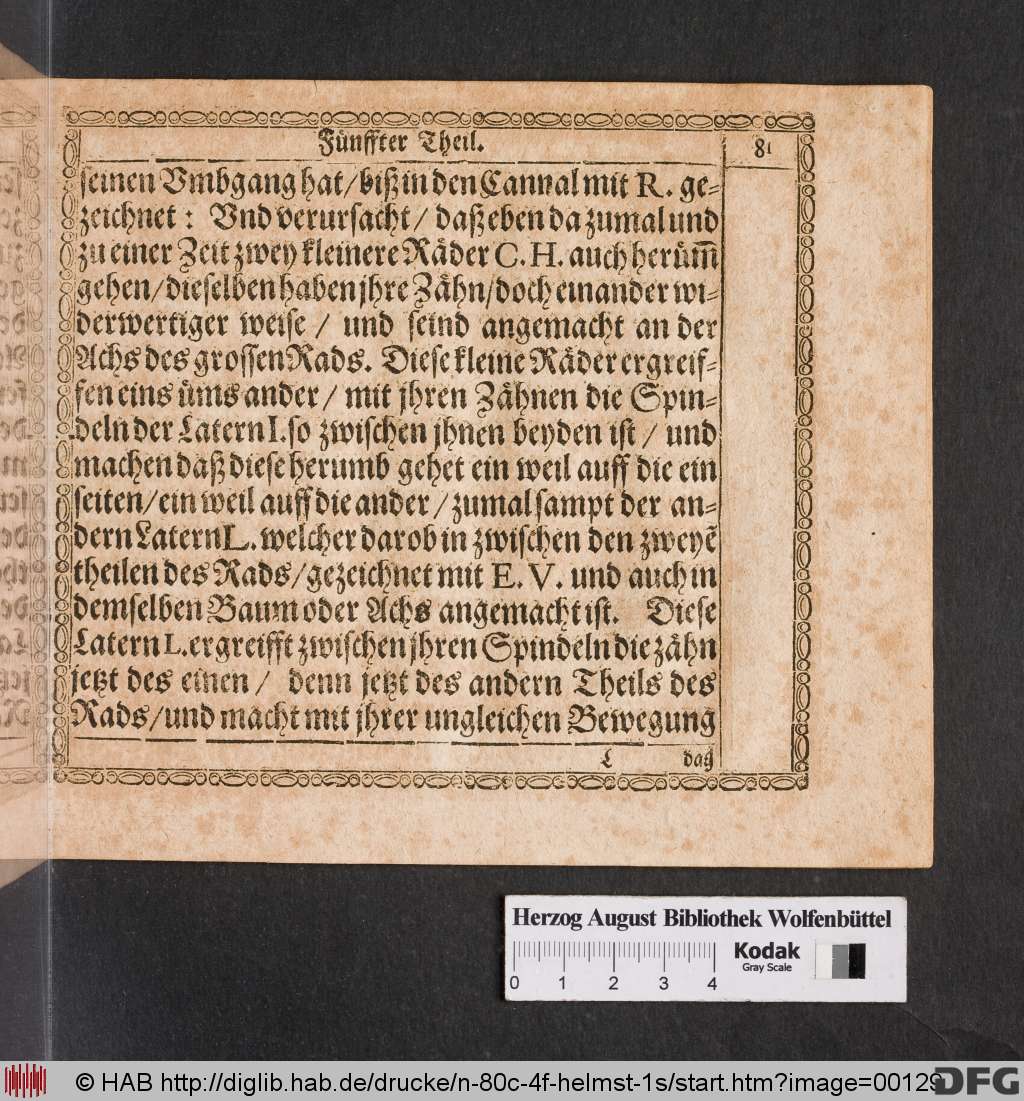 Fünffter Theil. 81
seinen Vmbgang hat/biß in den Cannal mit R. ge-
zeichnet: Vnd verursacht/ daß eben da zumal und
zu einer Zeit zwey kleinere Räder C. H. auch herüm̄
gehen/dieselben haben jhre Zähn/doch einander wi-
derwertiger weise / und seind angemacht an der
Achs des grossen Rads. Diese kleine Räder ergreif-
fen eins üms ander/ mit jhren Zähnen die Spin-
deln der Latern I. so zwischen jhnen beyden ist / und
machen daß diese herumb gehet ein weil auff die ein
seiten/ein weil auff die ander/zumal sampt der an-
dern Latern L. welcher darob in zwischen den zweyẽ
theilen des Rads/gezeichnet mit E. V. und auch in
demselben Baum oder Achs angemacht ist. Diese
Latern L. ergreifft zwischen jhren Spindeln die zähn
jetzt des einen/ denn jetzt des andern Theils des
Rads/und macht mit jhrer ungleichen Bewegung
L daß
Herzog August Bibliothek Wolfenbüttel
0 1 2 3 4
Kodak
Gray Scale
© HAB http://diglib.hab.de/drucke/n-80c-4f-helmst-1s/start.htm?image=00129
DFG